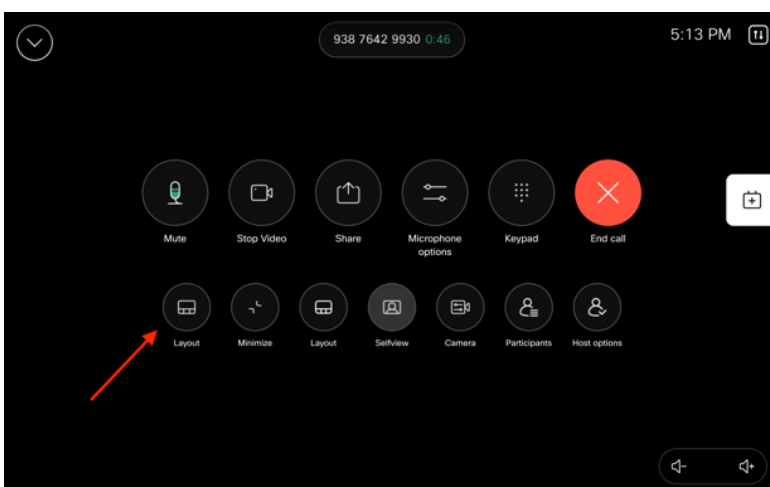 938 7642 9930 0:46
5:13 PM
Mute
Stop Video
Share
Microphone
options
Keypad
End call
Layout
Minimize
Layout
Selfview
Camera
Participants
Host options